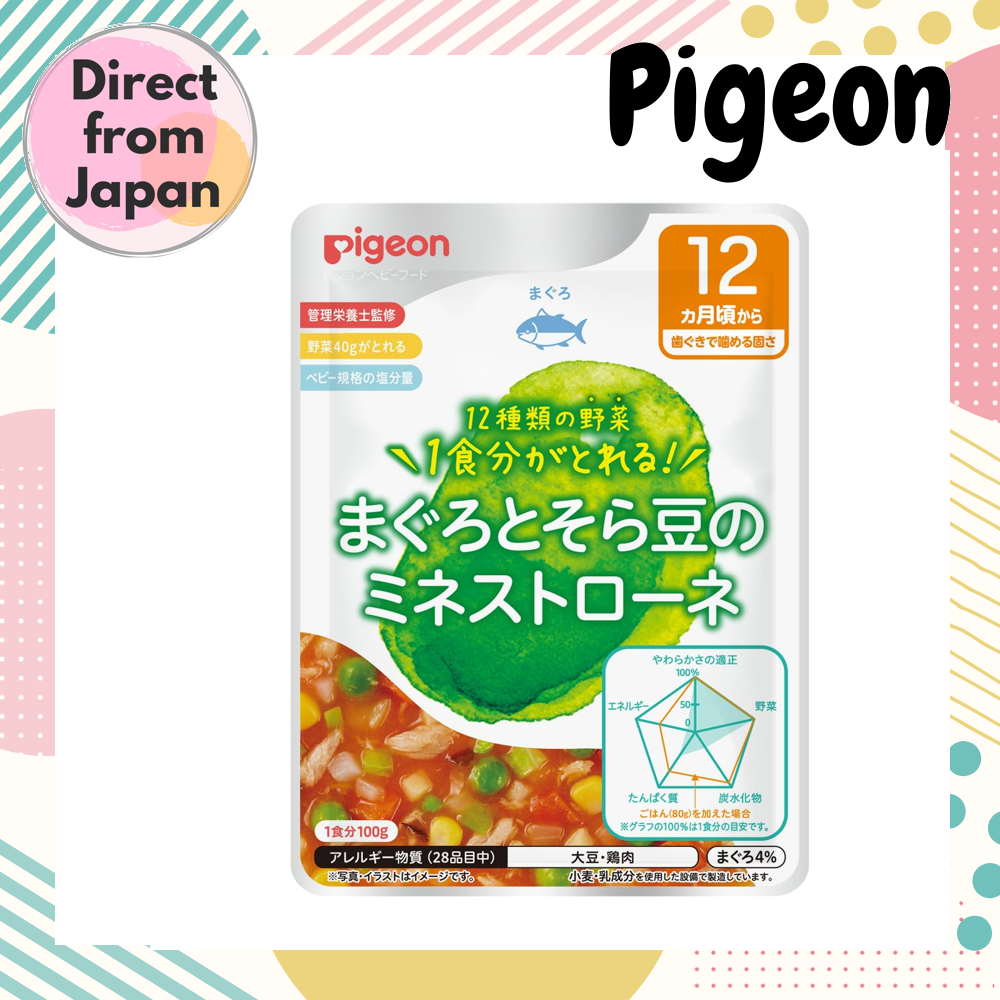 Direct
from
Japan
Pigeon
Pigeon
ピジョンベビーフード
まぐろ
12
ヵ月頃から
歯ぐきで噛める固さ
管理栄養士監修
野菜40gがとれる
ベビー規格の塩分量
12種類の野菜
1食分がとれる!
まぐろとそら豆の
ミネストローネ
やわらかさの適正
100%
エネルギー
50
野菜
0
たんぱく質
炭水化物
ごはん(80g)を加えた場合
※グラフの100%は1食分の目安です。
1食分100g
アレルギー物質(28品目中)
大豆・鶏肉
まぐろ4%
※写真・イラストはイメージです。
小麦・乳成分を使用した設備で製造しています。